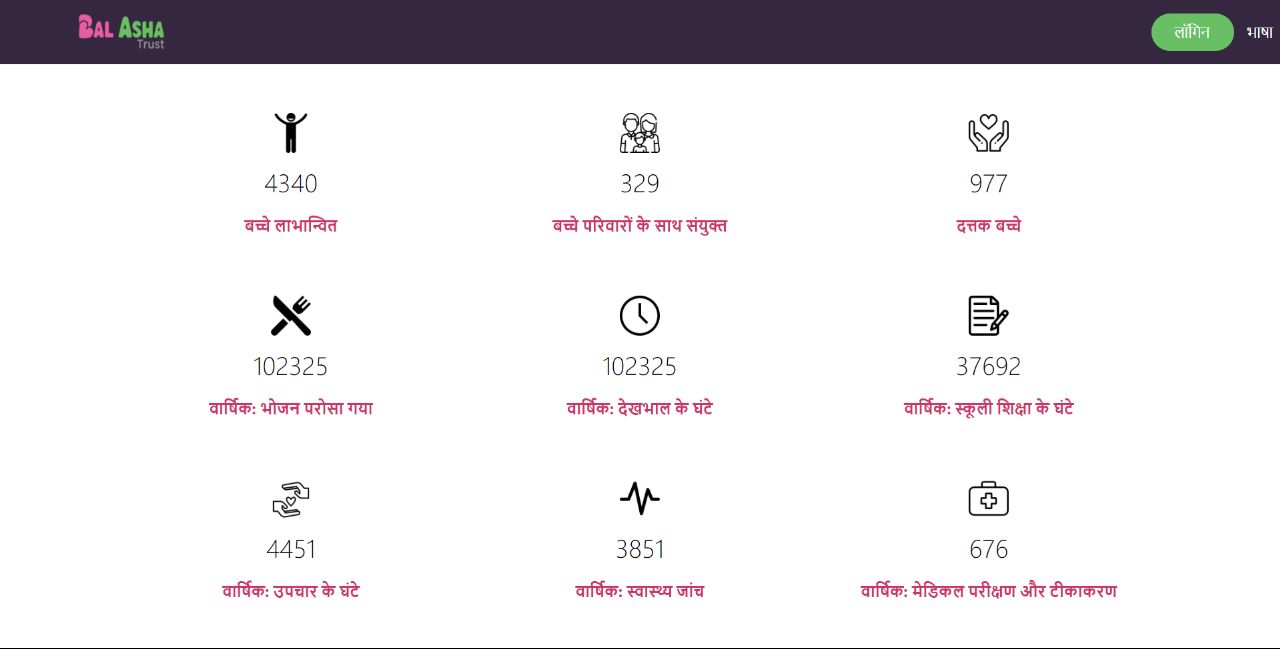 BAL ASHA
Trust
लॉगिन
भाषा
4340
329
977
बच्चे लाभान्वित
बच्चे परिवारों के साथ संयुक्त
दत्तक बच्चे
102325
102325
37692
वार्षिक: भोजन परोसा गया
वार्षिक: देखभाल के घंटे
वार्षिक: स्कूली शिक्षा के घंटे
4451
3851
676
वार्षिक: उपचार के घंटे
वार्षिक: स्वास्थ्य जांच
वार्षिक: मेडिकल परीक्षण और टीकाकरण